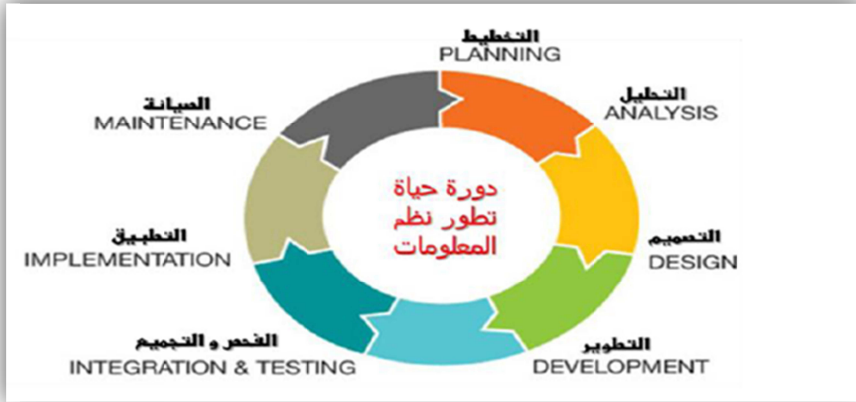 التخطيط
PLANNING
التحليل
ANALYSIS
التصميم
DESIGN
التطوير
DEVELOPMENT
الفحص و التجميع
INTEGRATION & TESTING
التطبيق
IMPLEMENTATION
الصيانة
MAINTENANCE
دورة حياة
تطور نظم
المعلومات